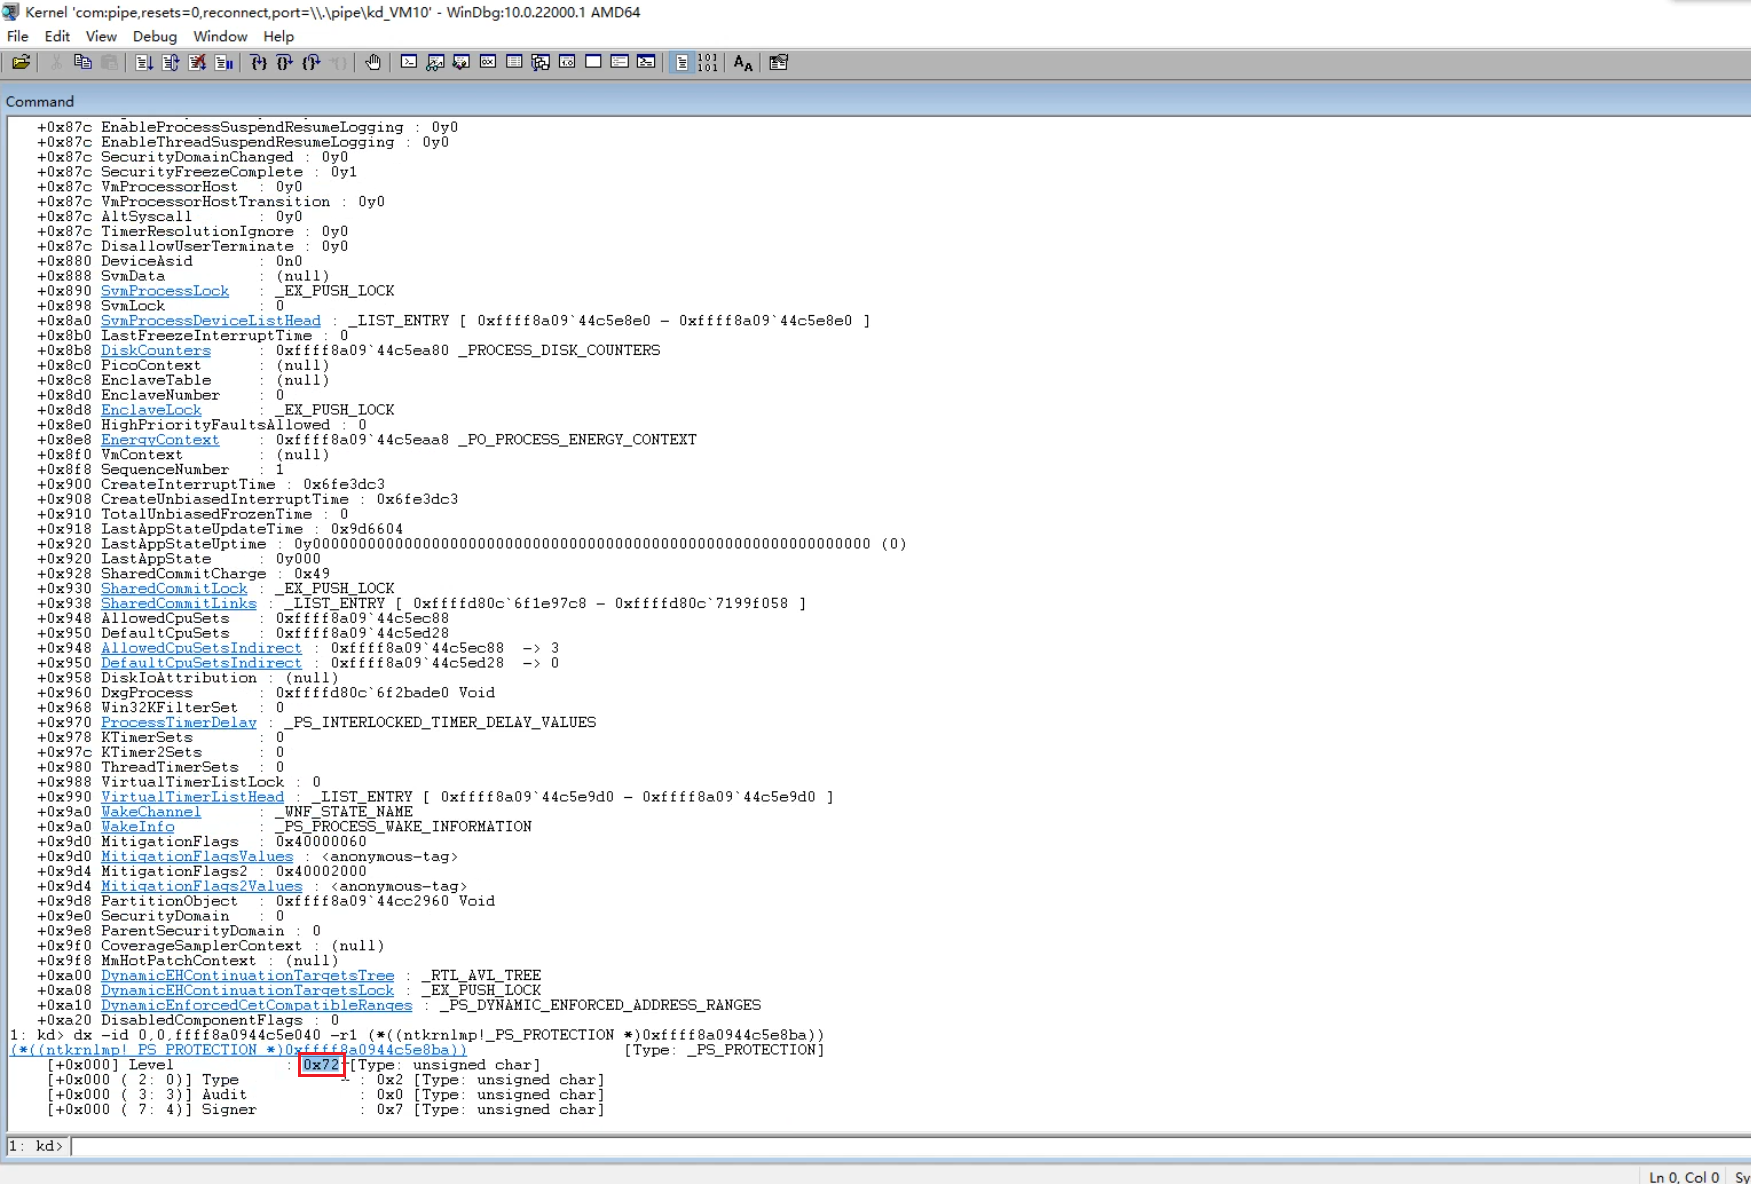 Kernel 'com:pipe,resets=0,reconnect,port=\\.\pipe\kd_VM10' - WinDbg:10.0.22000.1 AMD64
File Edit View Debug Window Help
Command
+0x87c EnableProcessSuspendResumeLogging : 0y0
+0x87c EnableThreadSuspendResumeLogging : 0y0
+0x87c SecurityDomainChanged : 0y0
+0x87c SecurityFreezeComplete : 0y1
+0x87c VmProcessorHost : 0y0
+0x87c VmProcessorHostTransition : 0y0
+0x87c AltSyscall : 0y0
+0x87c TimerResolutionIgnore : 0y0
+0x87c DisallowUserTerminate : 0y0
+0x880 DeviceAsid : 0n0
+0x888 SvmData : (null)
+0x890 SvmProcessLock : _EX_PUSH_LOCK
+0x898 SvmLock : 0
+0x8a0 SvmProcessDeviceListHead : _LIST_ENTRY [ 0xffff8a09`44c5e8e0 - 0xffff8a09`44c5e8e0 ]
+0x8b0 LastFreezeInterruptTime : 0
+0x8b8 DiskCounters : 0xffff8a09`44c5ea80 _PROCESS_DISK_COUNTERS
+0x8c0 PicoContext : (null)
+0x8c8 EnclaveTable : (null)
+0x8d0 EnclaveNumber : 0
+0x8d8 EnclaveLock : _EX_PUSH_LOCK
+0x8e0 HighPriorityFaultsAllowed : 0
+0x8e8 EnergyContext : 0xffff8a09`44c5eaa8 _PO_PROCESS_ENERGY_CONTEXT
+0x8f0 VmContext : (null)
+0x8f8 SequenceNumber : 1
+0x900 CreateInterruptTime : 0x6fe3dc3
+0x908 CreateUnbiasedInterruptTime : 0x6fe3dc3
+0x910 TotalUnbiasedFrozenTime : 0
+0x918 LastAppStateUpdateTime : 0x9d6604
+0x920 LastAppStateUptime : 0y0000000000000000000000000000000000000000000000000000000000000 (0)
+0x920 LastAppState : 0y000
+0x928 SharedCommitCharge : 0x49
+0x930 SharedCommitLock : _EX_PUSH_LOCK
+0x938 SharedCommitLinks : _LIST_ENTRY [ 0xffffd80c`6f1e97c8 - 0xffffd80c`7199f058 ]
+0x948 AllowedCpuSets : 0xffff8a09`44c5ec88
+0x950 DefaultCpuSets : 0xffff8a09`44c5ed28
+0x948 AllowedCpuSetsIndirect : 0xffff8a09`44c5ec88 -> 3
+0x950 DefaultCpuSetsIndirect : 0xffff8a09`44c5ed28 -> 0
+0x958 DiskIoAttribution : (null)
+0x960 DxgProcess : 0xffffd80c`6f2bade0 Void
+0x968 Win32KFilterSet : 0
+0x970 ProcessTimerDelay : _PS_INTERLOCKED_TIMER_DELAY_VALUES
+0x978 KTimerSets : 0
+0x97c KTimer2Sets : 0
+0x980 ThreadTimerSets : 0
+0x988 VirtualTimerListLock : 0
+0x990 VirtualTimerListHead : _LIST_ENTRY [ 0xffff8a09`44c5e9d0 - 0xffff8a09`44c5e9d0 ]
+0x9a0 WakeChannel : _WNF_STATE_NAME
+0x9a0 WakeInfo : _PS_PROCESS_WAKE_INFORMATION
+0x9d0 MitigationFlags : 0x40000060
+0x9d0 MitigationFlagsValues : <anonymous-tag>
+0x9d4 MitigationFlags2 : 0x40002000
+0x9d4 MitigationFlags2Values : <anonymous-tag>
+0x9d8 PartitionObject : 0xffff8a09`44cc2960 Void
+0x9e0 SecurityDomain : 0
+0x9e8 ParentSecurityDomain : 0
+0x9f0 CoverageSamplerContext : (null)
+0x9f8 MmHotPatchContext : (null)
+0xa00 DynamicEHContinuationTargetsTree : _RTL_AVL_TREE
+0xa08 DynamicEHContinuationTargetsLock : _EX_PUSH_LOCK
+0xa10 DynamicEnforcedCetCompatibleRanges : _PS_DYNAMIC_ENFORCED_ADDRESS_RANGES
+0xa20 DisabledComponentFlags : 0
1: kd> dx -id 0,0,ffff8a0944c5e040 -r1 (*((ntkrnlmp!_PS_PROTECTION *)0xffff8a0944c5e8ba))
(*((ntkrnlmp!_PS_PROTECTION *)0xffff8a0944c5e8ba)) [Type: _PS_PROTECTION]
[+0x000] Level : 0x72 [Type: unsigned char]
[+0x000 ( 2: 0)] Type : 0x2 [Type: unsigned char]
[+0x000 ( 3: 3)] Audit : 0x0 [Type: unsigned char]
[+0x000 ( 7: 4)] Signer : 0x7 [Type: unsigned char]
1: kd>
Ln 0, Col 0 Sy